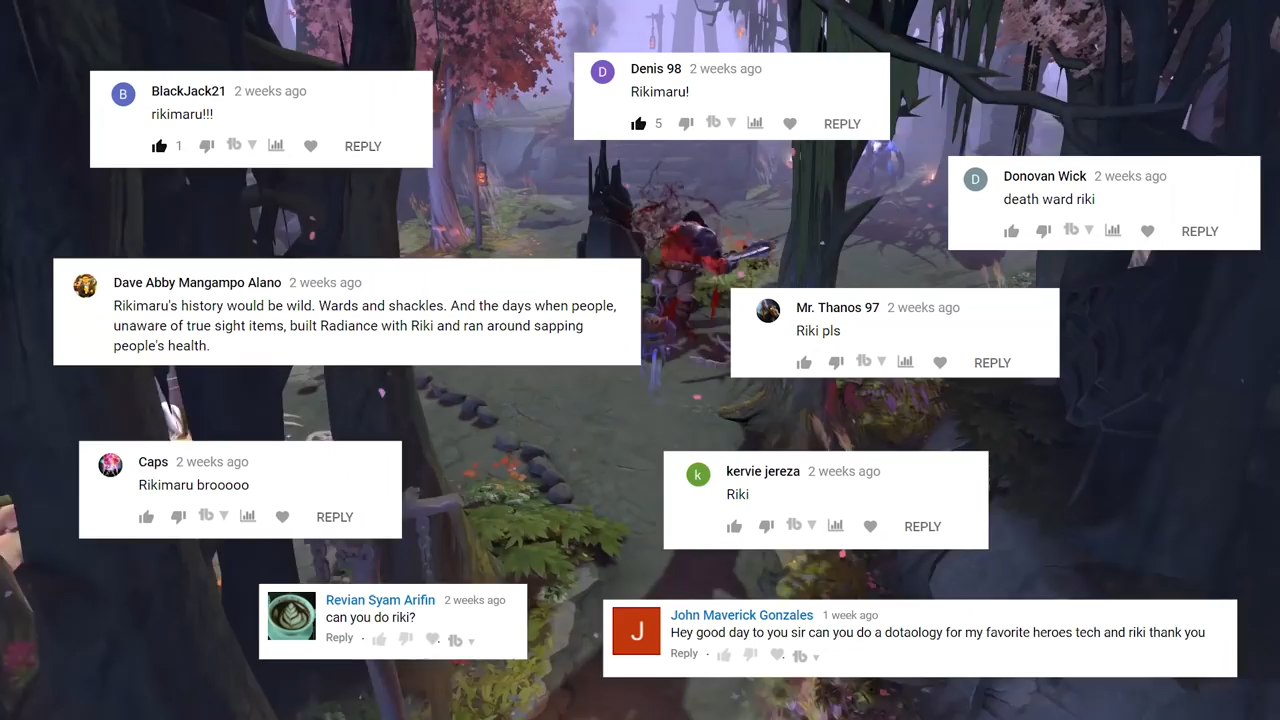 B
BlackJack21 2 weeks ago
rikimaru!!!
1
REPLY
D
Denis 98 2 weeks ago
Rikimaru!
5
REPLY
D
Donovan Wick 2 weeks ago
death ward riki
REPLY
Dave Abby Mangampo Alano 2 weeks ago
Rikimaru's history would be wild. Wards and shackles. And the days when people,
unaware of true sight items, built Radiance with Riki and ran around sapping
people's health.
Mr. Thanos 97 2 weeks ago
Riki pls
REPLY
Caps 2 weeks ago
Rikimaru brooooo
REPLY
k
kervie jereza 2 weeks ago
Riki
REPLY
Revian Syam Arifin 2 weeks ago
can you do riki?
Reply ·
J
John Maverick Gonzales 1 week ago
Hey good day to you sir can you do a dotaology for my favorite heroes tech and riki thank you
Reply ·